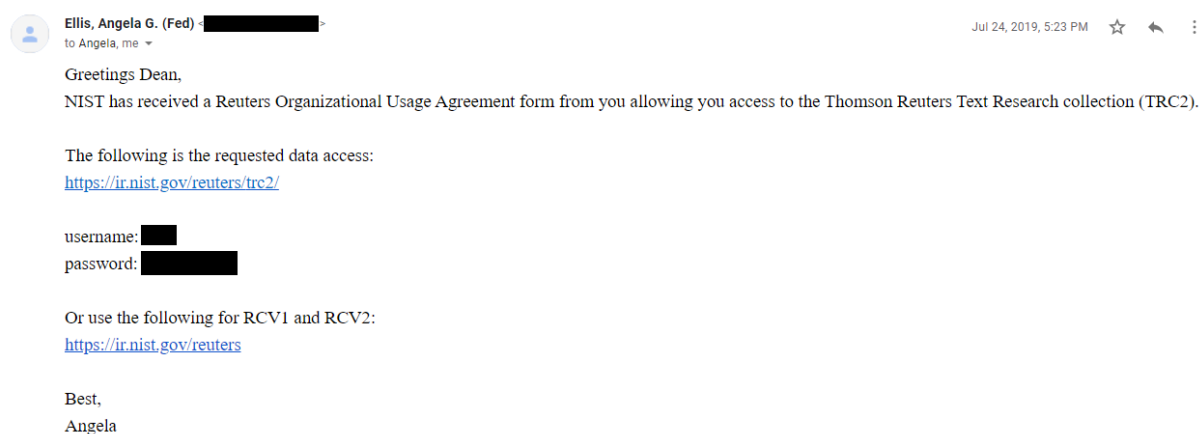 Ellis, Angela G. (Fed) < >
Jul 24, 2019, 5:23 PM
to Angela, me
Greetings Dean,
NIST has received a Reuters Organizational Usage Agreement form from you allowing you access to the Thomson Reuters Text Research collection (TRC2).
The following is the requested data access:
https://ir.nist.gov/reuters/trc2/
username:
password:
Or use the following for RCV1 and RCV2:
https://ir.nist.gov/reuters
Best,
Angela